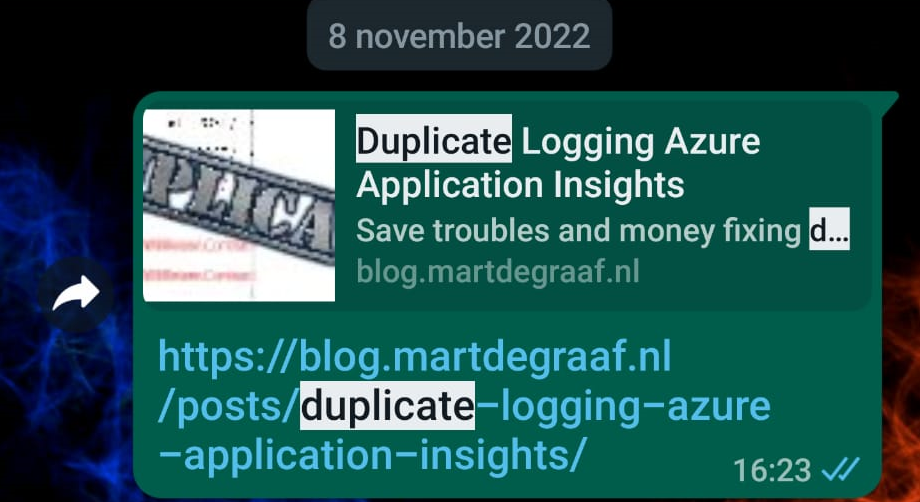 8 november 2022
PLICA
Duplicate Logging Azure
Application Insights
Save troubles and money fixing d...
blog.martdegraaf.nl
https://blog.martdegraaf.nl
/posts/duplicate-logging-azure
-application-insights/
16:23